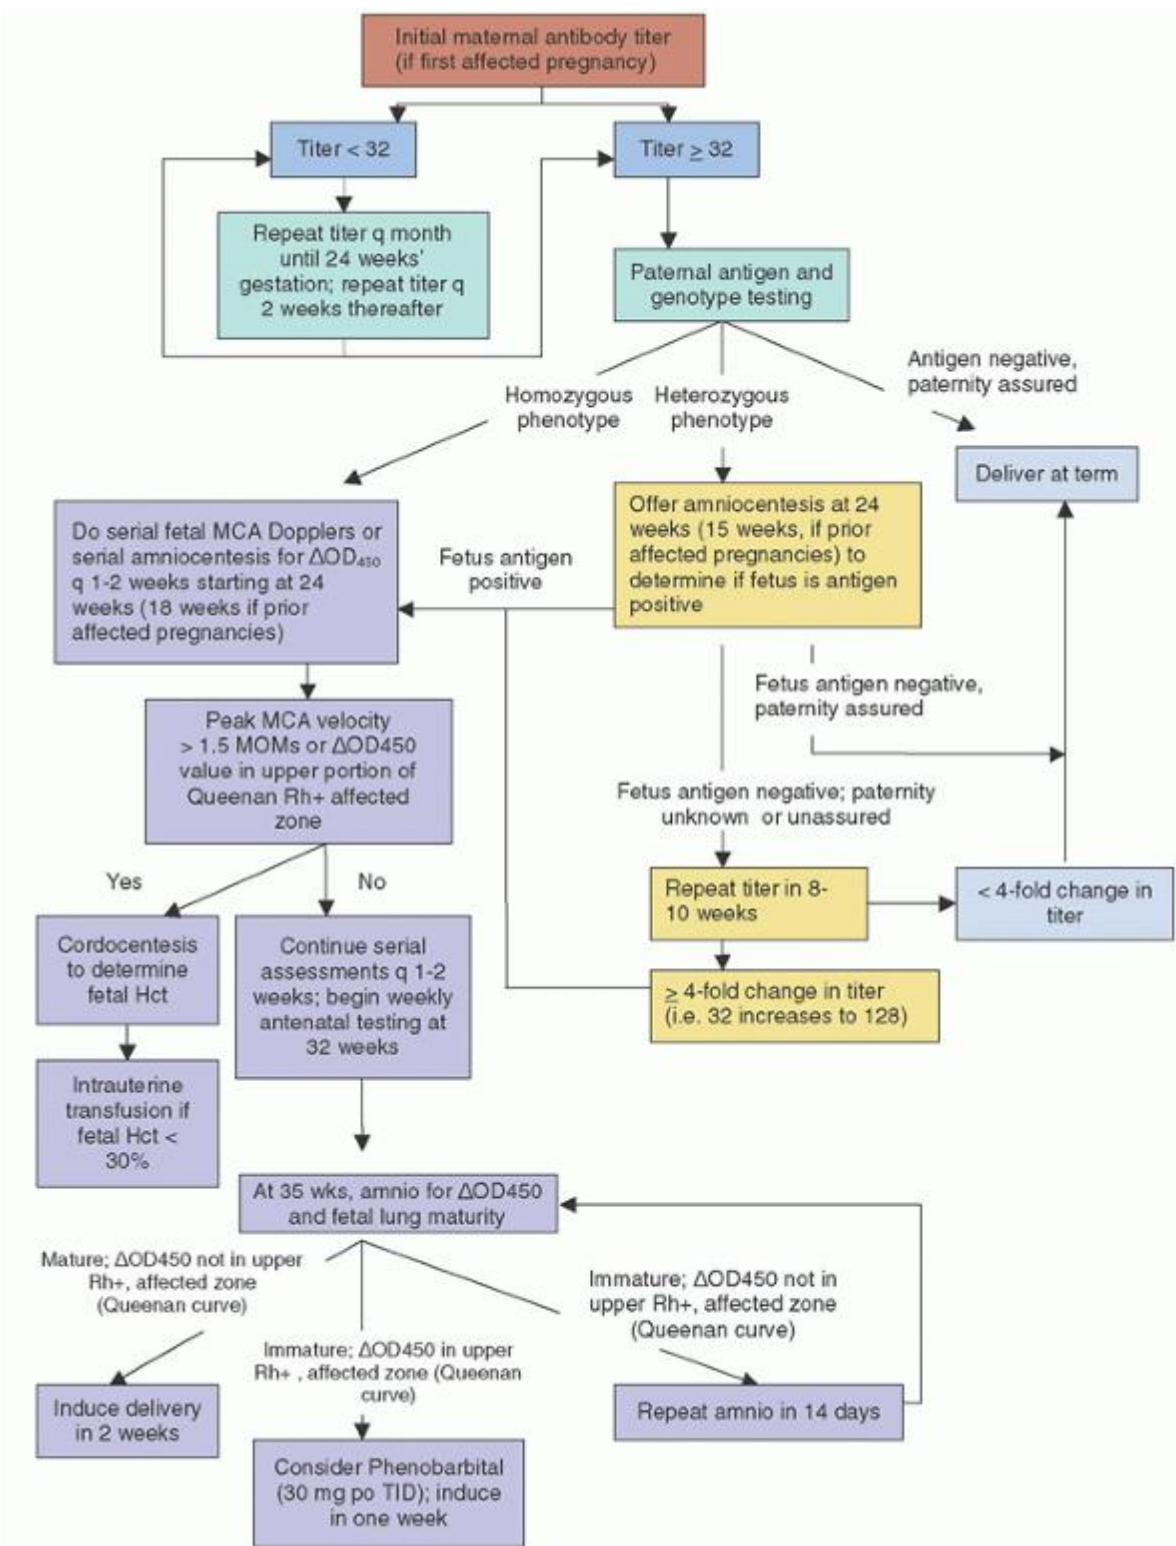 Initial maternal antibody titer
(if first affected pregnancy)
Titer < 32
Titer ≥ 32
Repeat titer q month
until 24 weeks'
gestation; repeat titer q
2 weeks thereafter
Paternal antigen and
genotype testing
Antigen negative,
paternity assured
Homozygous
phenotype
Heterozygous
phenotype
Deliver at term
Do serial fetal MCA Dopplers or
serial amniocentesis for ΔOD₄₅₀
q 1-2 weeks starting at 24
weeks (18 weeks if prior
affected pregnancies)
Fetus antigen
positive
Offer amniocentesis at 24
weeks (15 weeks, if prior
affected pregnancies) to
determine if fetus is antigen
positive
Fetus antigen negative,
paternity assured
Peak MCA velocity
> 1.5 MOMs or ΔOD450
value in upper portion of
Queenan Rh+ affected
zone
Fetus antigen negative; paternity
unknown or unassured
Yes
No
Repeat titer in 8-
10 weeks
< 4-fold change in
titer
Cordocentesis
to determine
fetal Hct
Continue serial
assessments q 1-2
weeks; begin weekly
antenatal testing at
32 weeks
≥ 4-fold change in titer
(i.e. 32 increases to 128)
Intrauterine
transfusion if
fetal Hct <
30%
At 35 wks, amnio for ΔOD450
and fetal lung maturity
Mature; ΔOD450 not in upper
Rh+, affected zone
(Queenan curve)
Immature; ΔOD450 in upper
Rh+ , affected zone (Queenan
curve)
Immature; ΔOD450 not in
upper Rh+, affected zone
(Queenan curve)
Induce delivery
in 2 weeks
Consider Phenobarbital
(30 mg po TID); induce
in one week
Repeat amnio in 14 days